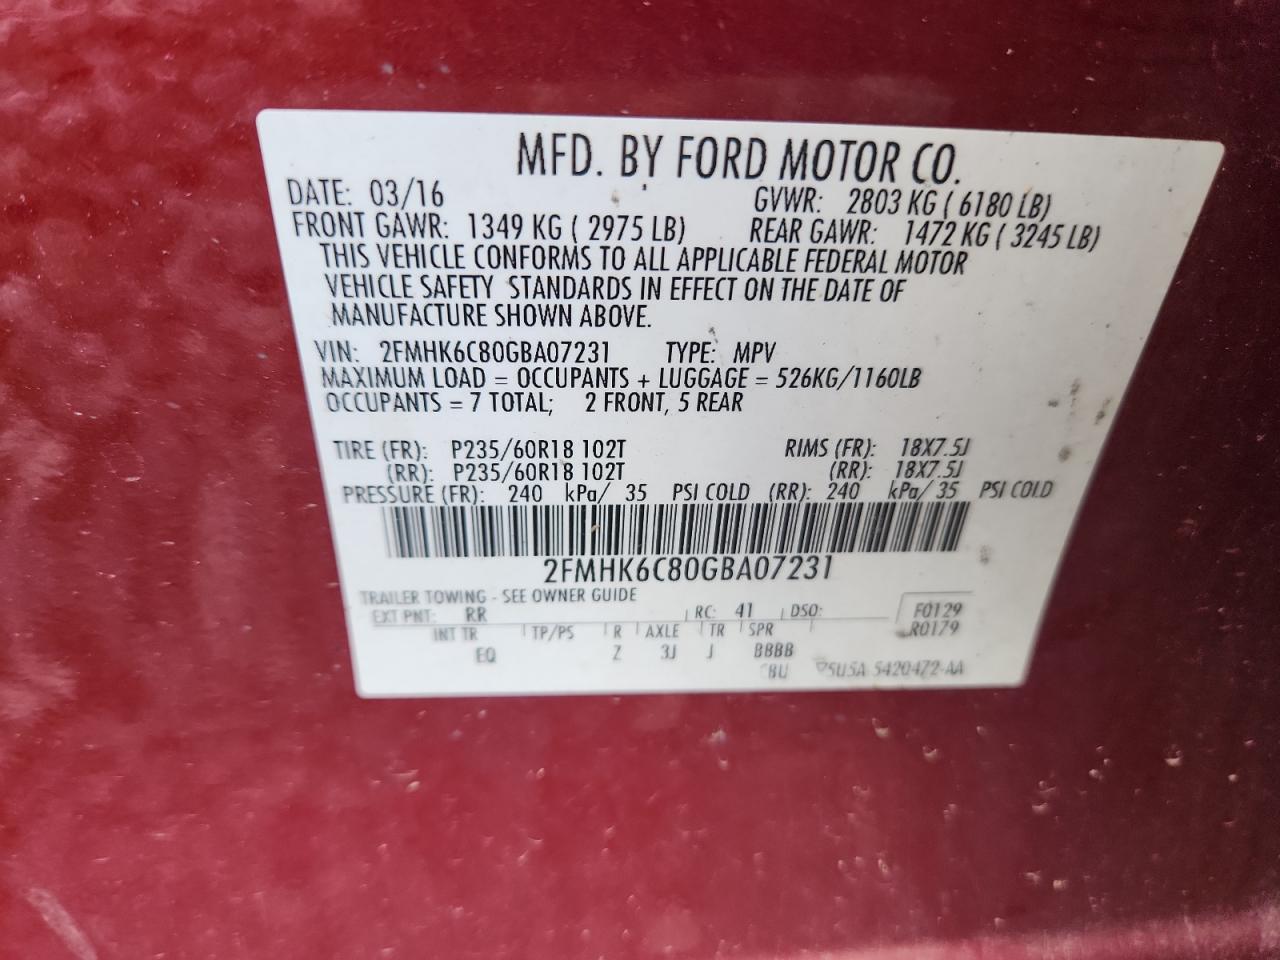 MFD. BY FORD MOTOR CO.
DATE: 03/16 GVWR: 2803 KG ( 6180 LB)
FRONT GAWR: 1349 KG ( 2975 LB) REAR GAWR: 1472 KG ( 3245 LB)
THIS VEHICLE CONFORMS TO ALL APPLICABLE FEDERAL MOTOR
VEHICLE SAFETY STANDARDS IN EFFECT ON THE DATE OF
MANUFACTURE SHOWN ABOVE.
VIN: 2FMHK6C80GBA07231 TYPE: MPV
MAXIMUM LOAD = OCCUPANTS + LUGGAGE = 526KG/1160LB
OCCUPANTS = 7 TOTAL; 2 FRONT, 5 REAR
TIRE (FR): P235/60R18 102T RIMS (FR): 18X7.5J
(RR): P235/60R18 102T (RR): 18X7.5J
PRESSURE (FR): 240 kPa/ 35 PSI COLD (RR): 240 kPa/ 35 PSI COLD
2FMHK6C80GBA07231
TRAILER TOWING - SEE OWNER GUIDE
EXT PNT: RR RC: 41 DSO: F0129
INT TR TP/PS R AXLE TR SPR R0179
EQ Z 3J J BBBB
5420472-AA